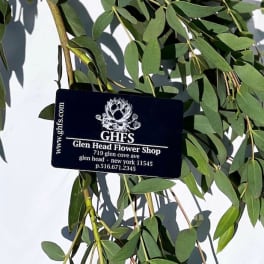 www.ghfs.com
GHFS
Glen Head Flower Shop
719 glen cove ave
glen head - new york 11545
p.516.671.2345